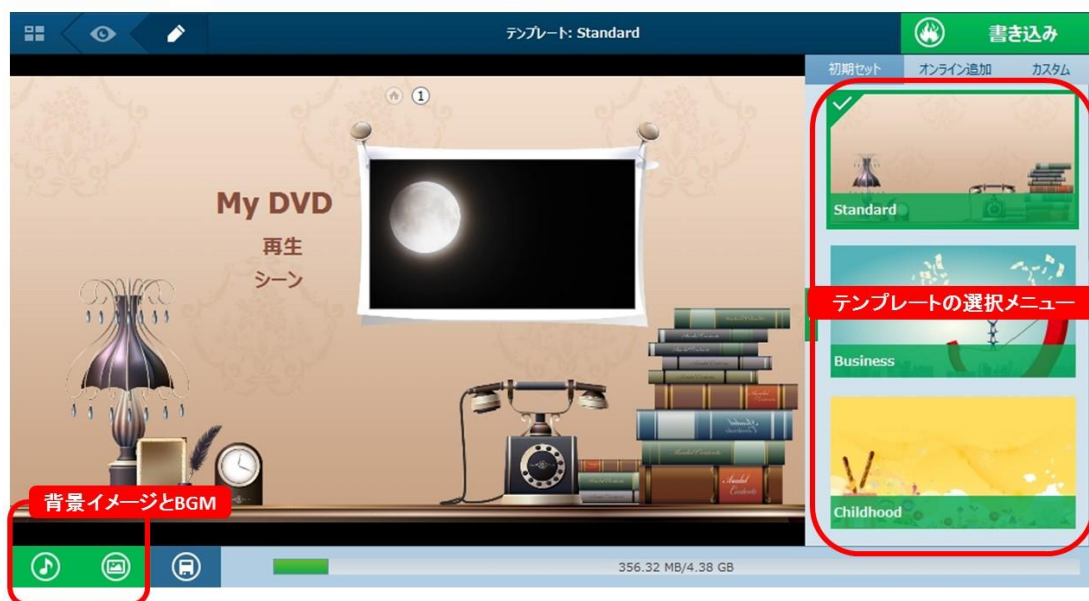 テンプレート: Standard
書き込み
初期セット
オンライン追加
カスタム
1
My DVD
再生
シーン
Standard
テンプレートの選択メニュー
Business
Childhood
背景イメージとBGM
356.32 MB/4.38 GB